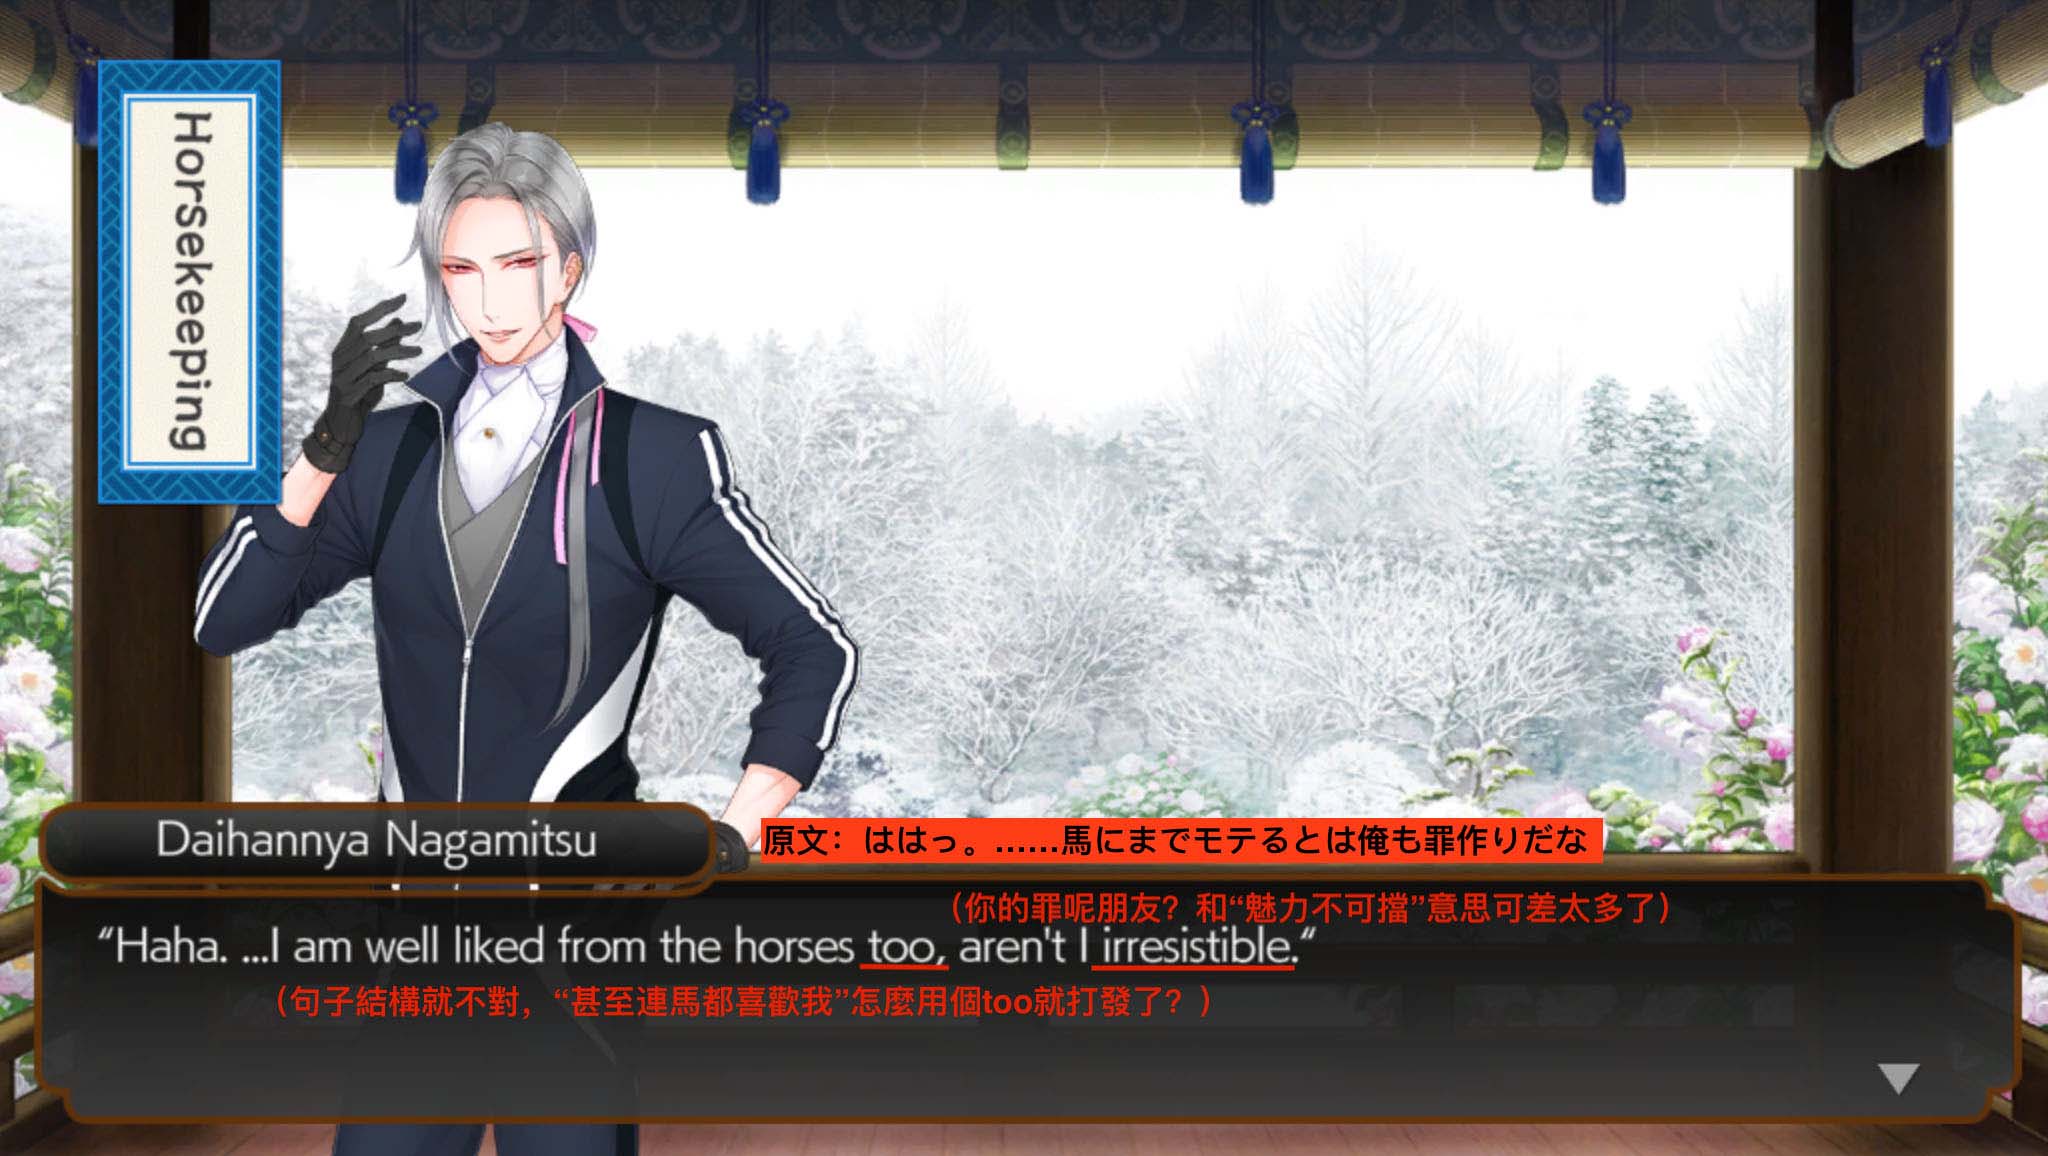 Horsekeeping
Daihannya Nagamitsu
原文：ははっ。……馬にまでモテるとは俺も罪作りだな
（你的罪呢朋友？和“魅力不可擋”意思可差太多了）
“Haha. ...I am well liked from the horses too, aren't I irresistible.“
（句子結構就不對，“甚至連馬都喜歡我”怎麼用個too就打發了？）